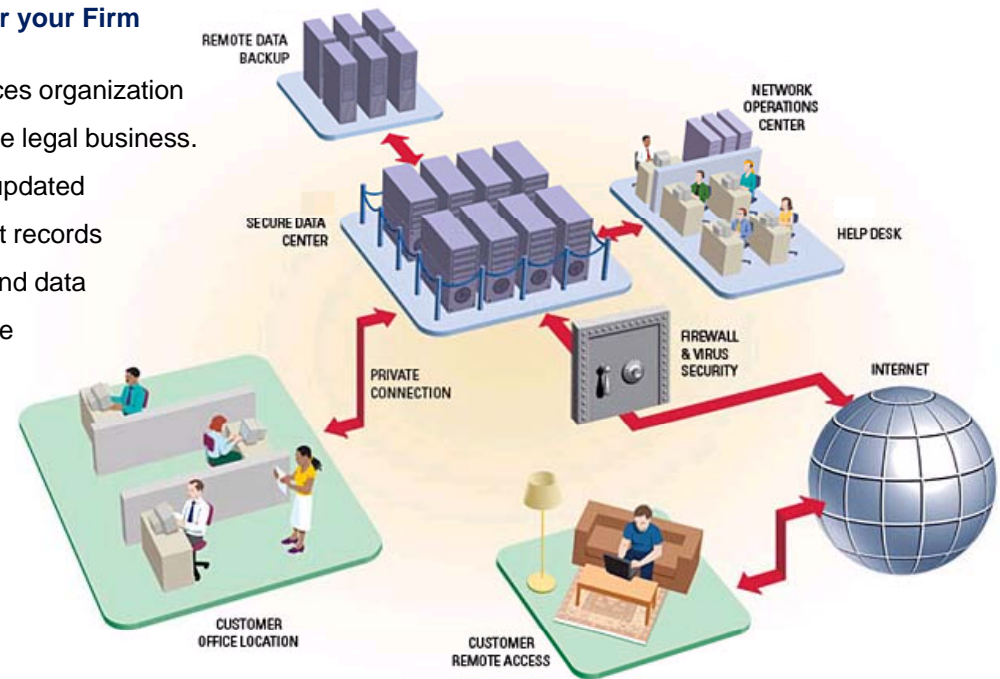 r your Firm
ces organization
e legal business.
updated
t records
nd data
e
REMOTE DATA
BACKUP
NETWORK
OPERATIONS
CENTER
SECURE DATA
CENTER
HELP DESK
FIREWALL
& VIRUS
SECURITY
INTERNET
PRIVATE
CONNECTION
CUSTOMER
OFFICE LOCATION
CUSTOMER
REMOTE ACCESS